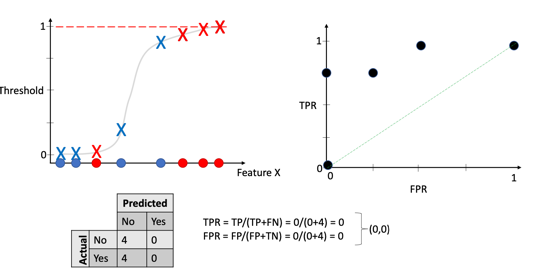 1
Threshold
0
Feature X
1
TPR
0
0
1
FPR
Predicted
No Yes
Actual
No 4 0
Yes 4 0
TPR = TP/(TP+FN) = 0/(0+4) = 0
FPR = FP/(FP+TN) = 0/(0+4) = 0
(0,0)